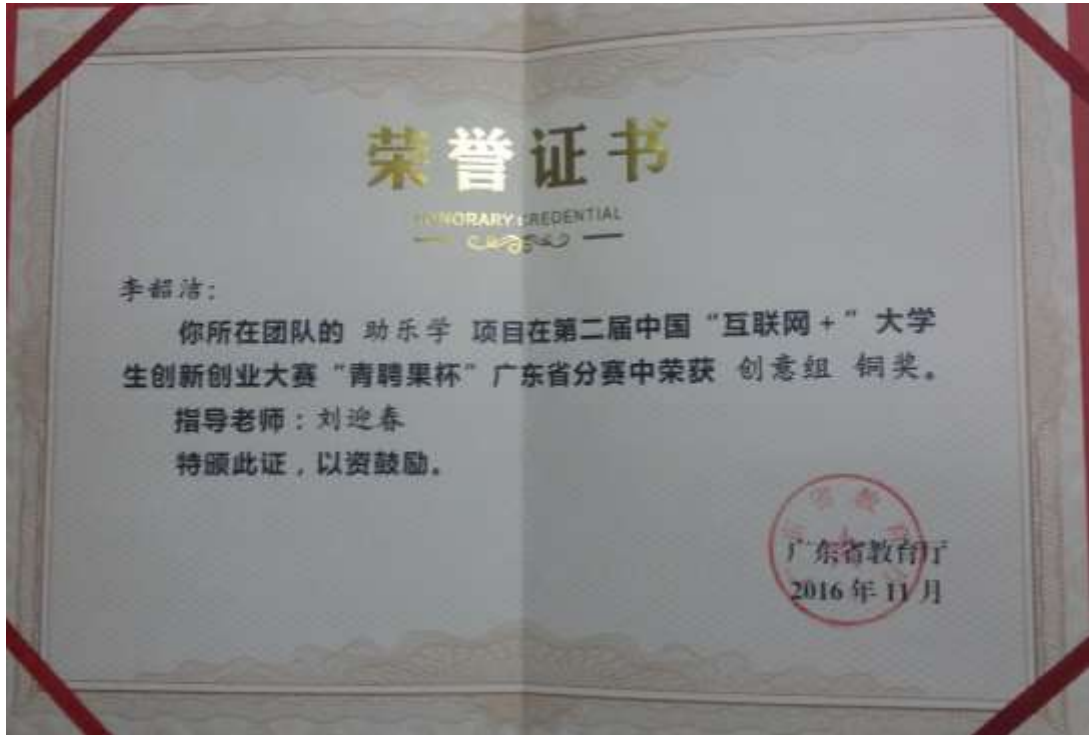 荣誉证书
HONORARY CREDENTIAL
李韶洁：
你所在团队的 助乐学 项目在第二届中国“互联网+”大学
生创新创业大赛“青聘果杯”广东省分赛中荣获 创意组 铜奖。
指导老师：刘迎春
特颁此证，以资鼓励。
广东省教育厅
2016年11月